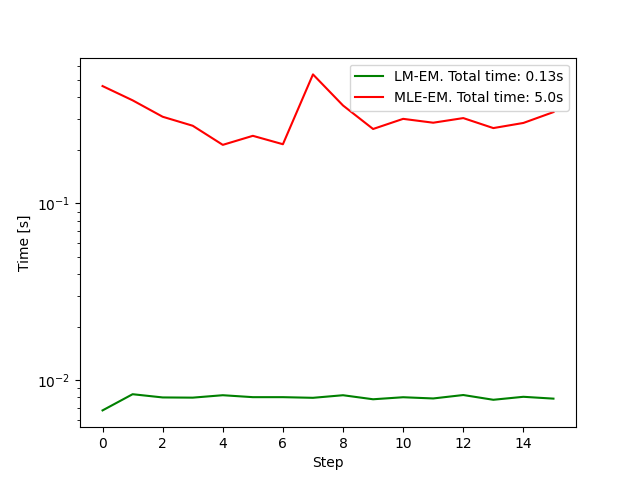 LM-EM. Total time: 0.13s
MLE-EM. Total time: 5.0s
Time [s]
10⁻¹
10⁻²
0 2 4 6 8 10 12 14
Step